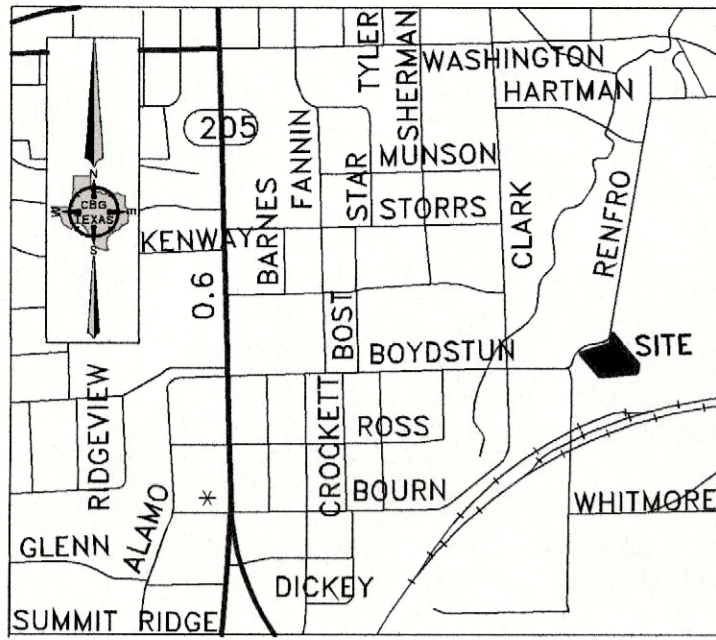 TYLER
SHERMAN
WASHINGTON
HARTMAN
205
FANNIN
MUNSON
STAR
STORRS
N
CBG
W E
TEXAS
S
KENWAY
BARNES
CLARK
RENFRO
0.6
BOST
BOYDSTUN
SITE
RIDGEVIEW
CROCKETT
ROSS
BOURN
ALAMO
*
WHITMORE
GLENN
DICKEY
SUMMIT RIDGE